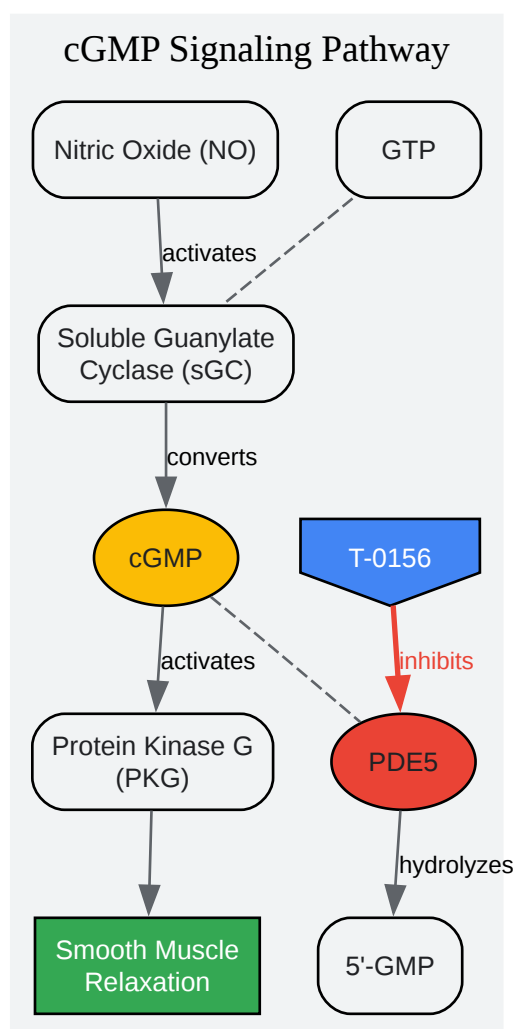 cGMP Signaling Pathway
Nitric Oxide (NO)
GTP
activates
Soluble Guanylate
Cyclase (sGC)
converts
cGMP
T-0156
activates
inhibits
Protein Kinase G
(PKG)
PDE5
hydrolyzes
Smooth Muscle
Relaxation
5'-GMP